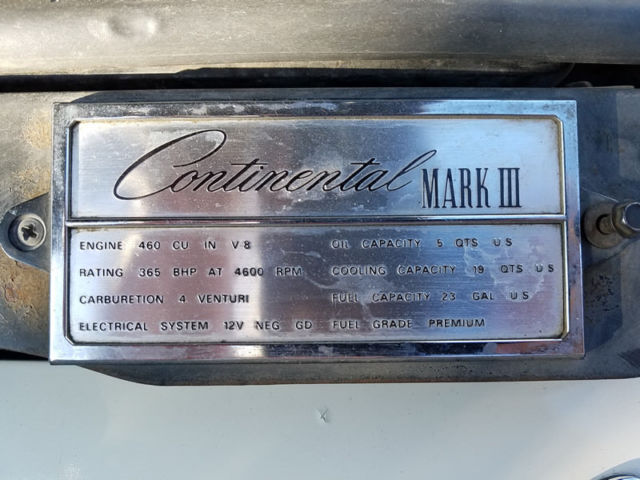 Continental MARK III
ENGINE 460 CU IN V8 OIL CAPACITY 5 QTS US
RATING 365 BHP AT 4600 RPM COOLING CAPACITY 19 QTS US
CARBURETION 4 VENTURI FULL CAPACITY 23 GAL US
ELECTRICAL SYSTEM 12V NEG GD FUEL GRADE PREMIUM